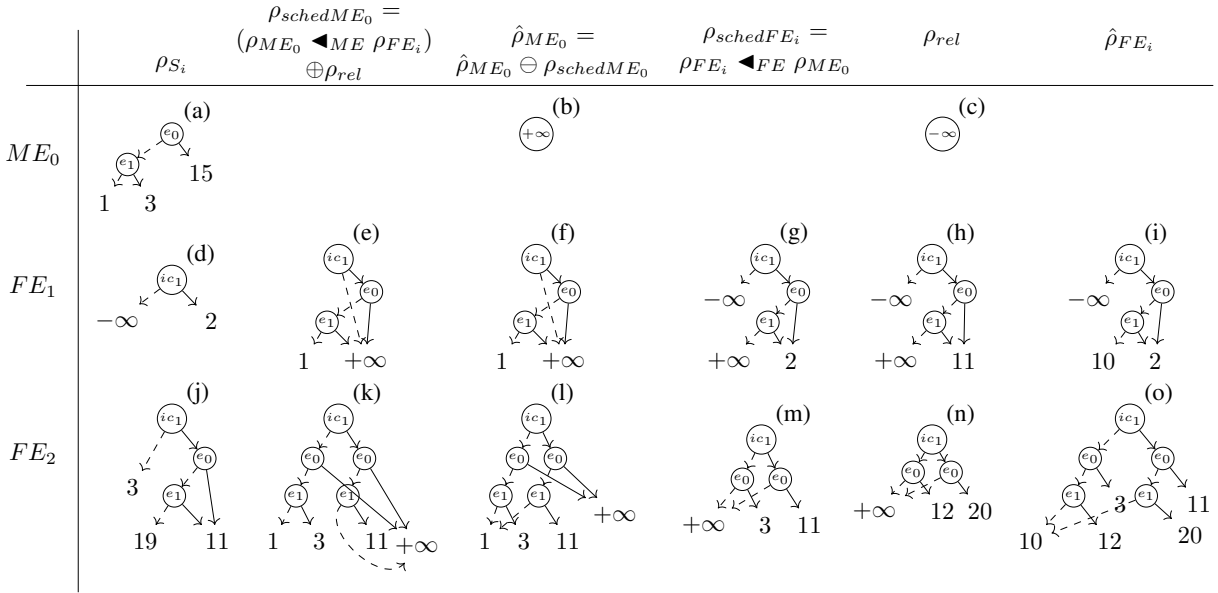 ρ_{S_i}
ρ_{schedME_0} =
(ρ_{ME_0} ◄_{ME} ρ_{FE_i})
⊕ρ_{rel}
ρ̂_{ME_0} =
ρ̂_{ME_0} ⊖ ρ_{schedME_0}
ρ_{schedFE_i} =
ρ_{FE_i} ◄_{FE} ρ_{ME_0}
ρ_{rel}
ρ̂_{FE_i}
ME_0
(a)
e_0
e_1
15
1 3
(b)
+∞
(c)
−∞
FE_1
(d)
ic_1
−∞ 2
(e)
ic_1
e_0
e_1
1 +∞
(f)
ic_1
e_0
e_1
1 +∞
(g)
ic_1
−∞ e_0
e_1
+∞ 2
(h)
ic_1
−∞ e_0
e_1
+∞ 11
(i)
ic_1
−∞ e_0
e_1
10 2
FE_2
(j)
ic_1
3 e_0
e_1
19 11
(k)
ic_1
e_0
e_1 e_1
1 3 11 +∞
(l)
ic_1
e_0 e_0
e_1 e_1
+∞
1 3 11
(m)
ic_1
e_0 e_0
+∞ 3 11
(n)
ic_1
e_0 e_0
+∞ 12 20
(o)
ic_1
e_0 e_0
e_1 3 e_1 11
10 12 20